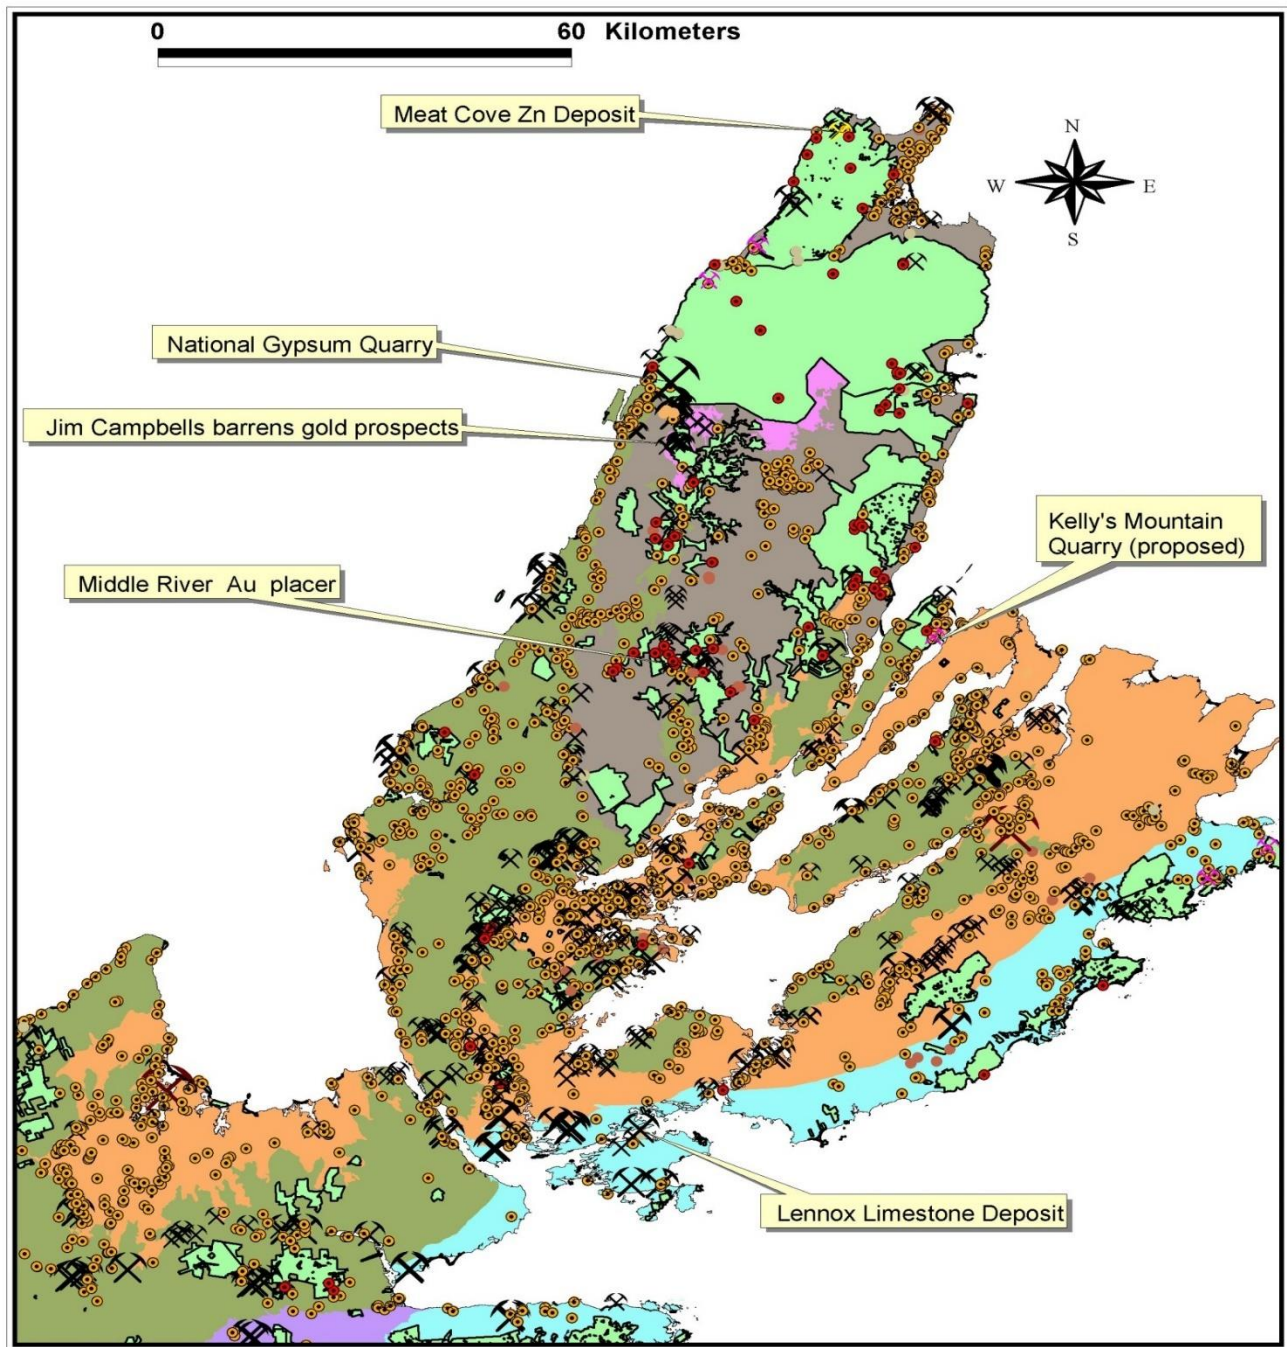 0 60 Kilometers
Meat Cove Zn Deposit
N
W E
S
National Gypsum Quarry
Jim Campbells barrens gold prospects
Kelly's Mountain
Quarry (proposed)
Middle River Au placer
Lennox Limestone Deposit